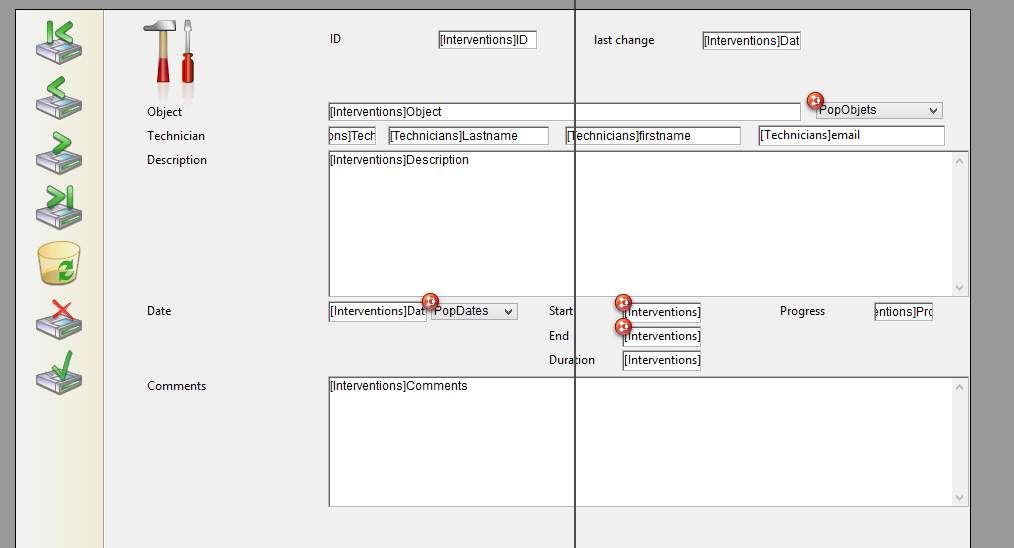 ID [Interventions]ID last change [Interventions]Dat
Object [Interventions]Object PopObjets
Technician ons]Tech [Technicians]Lastname [Technicians]firstname [Technicians]email
Description [Interventions]Description
Date [Interventions]Dat PopDates Start [Interventions] Progress entions]Pro
End [Interventions]
Duration [Interventions]
Comments [Interventions]Comments